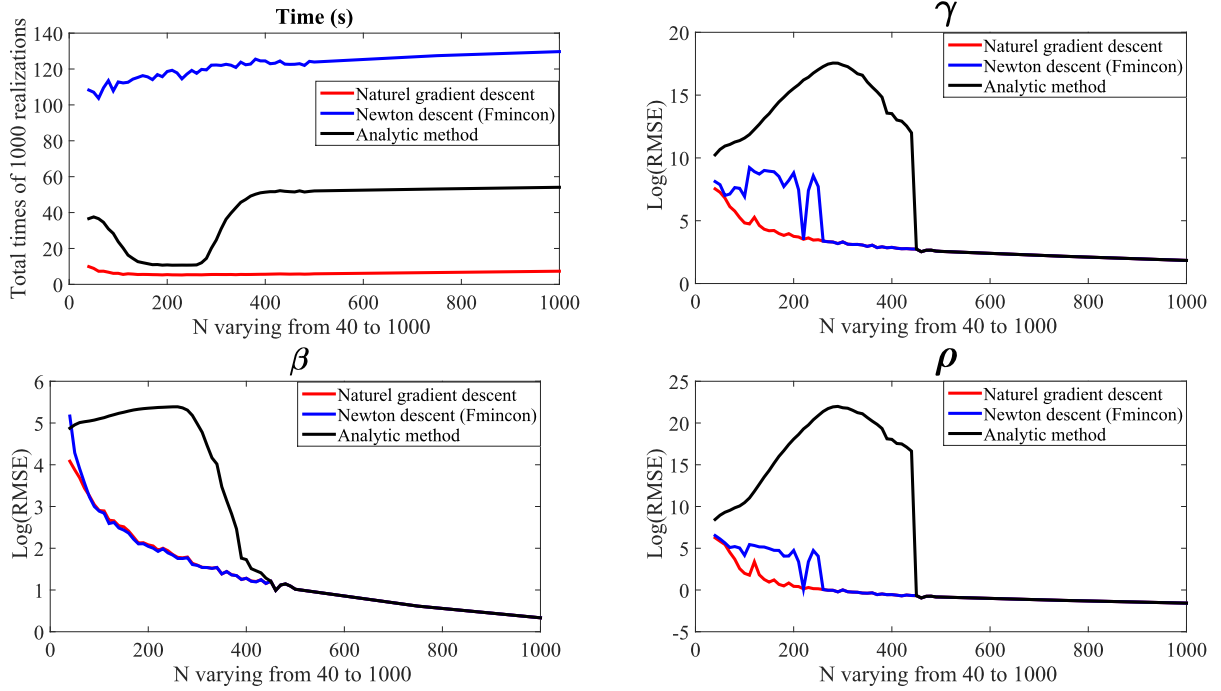 Time (s)
Total times of 1000 realizations
140
120
100
80
60
40
20
0
0
200
400
600
800
1000
N varying from 40 to 1000
Naturel gradient descent
Newton descent (Fmincon)
Analytic method
γ
Log(RMSE)
20
15
10
5
0
0
200
400
600
800
1000
N varying from 40 to 1000
Naturel gradient descent
Newton descent (Fmincon)
Analytic method
β
Log(RMSE)
6
5
4
3
2
1
0
0
200
400
600
800
1000
N varying from 40 to 1000
Naturel gradient descent
Newton descent (Fmincon)
Analytic method
ρ
Log(RMSE)
25
20
15
10
5
0
-5
0
200
400
600
800
1000
N varying from 40 to 1000
Naturel gradient descent
Newton descent (Fmincon)
Analytic method